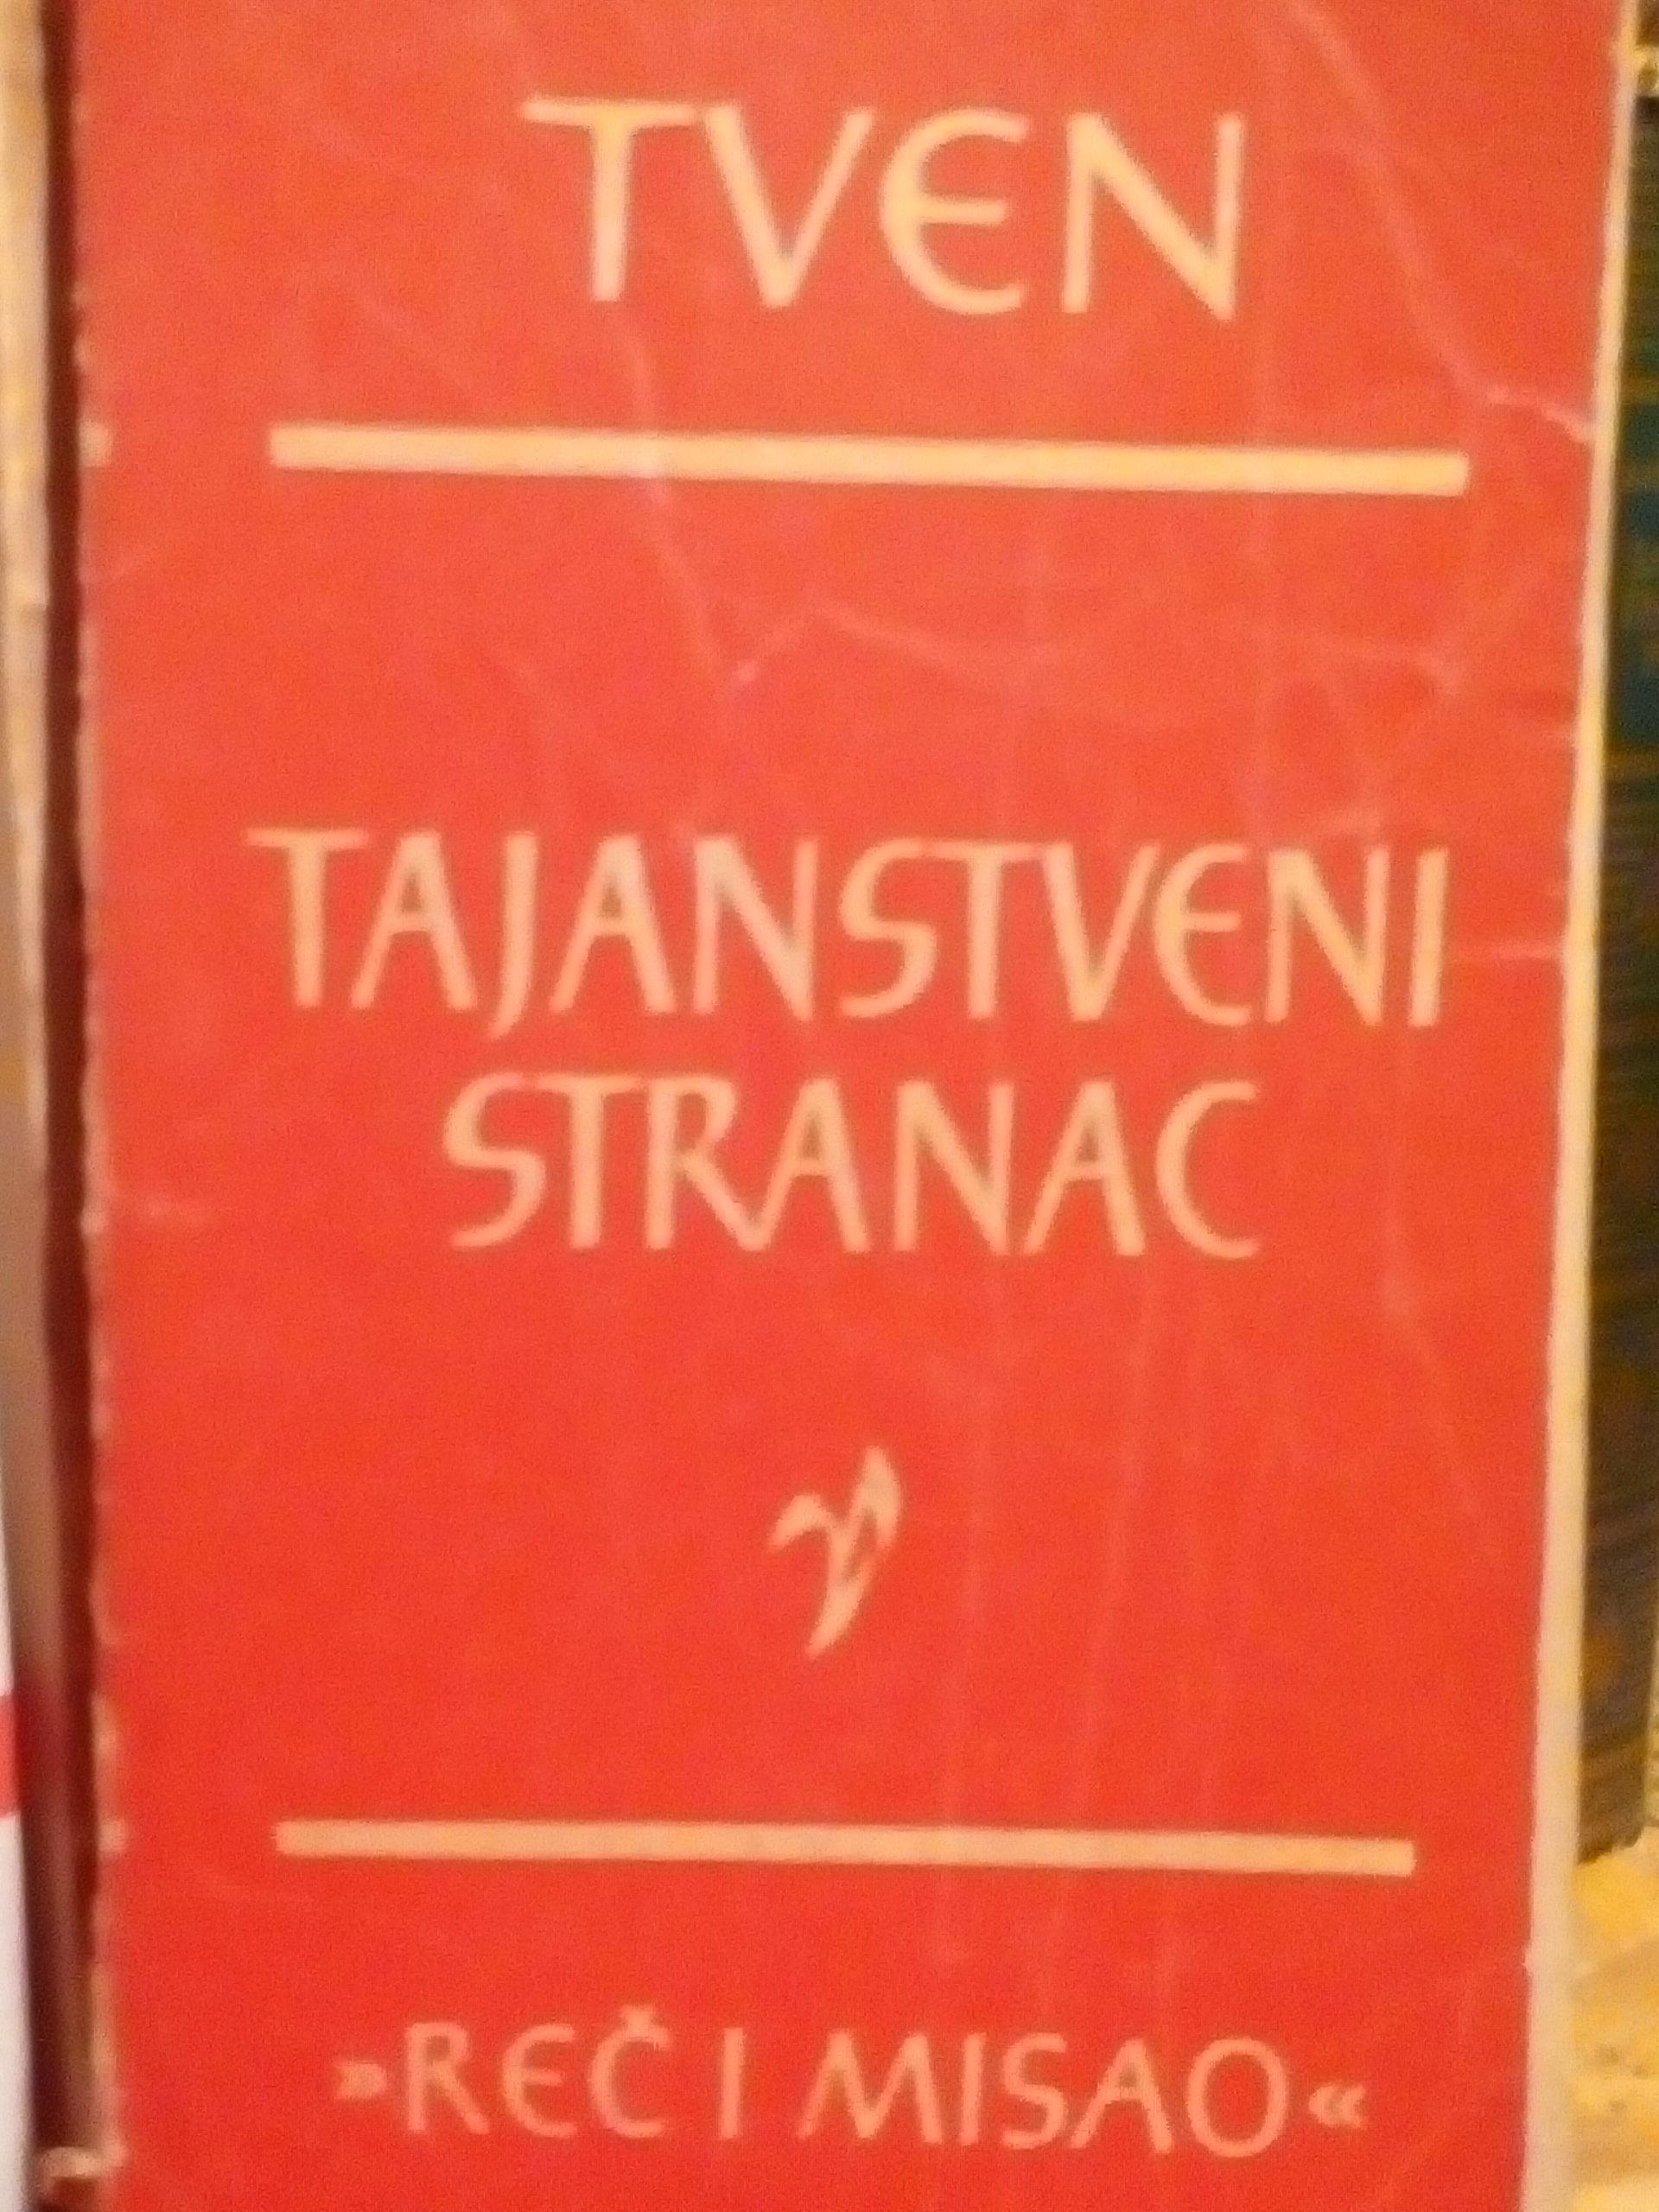 TVEN
TAJANSTVENI
STRANAC
»REČ I MISAO«